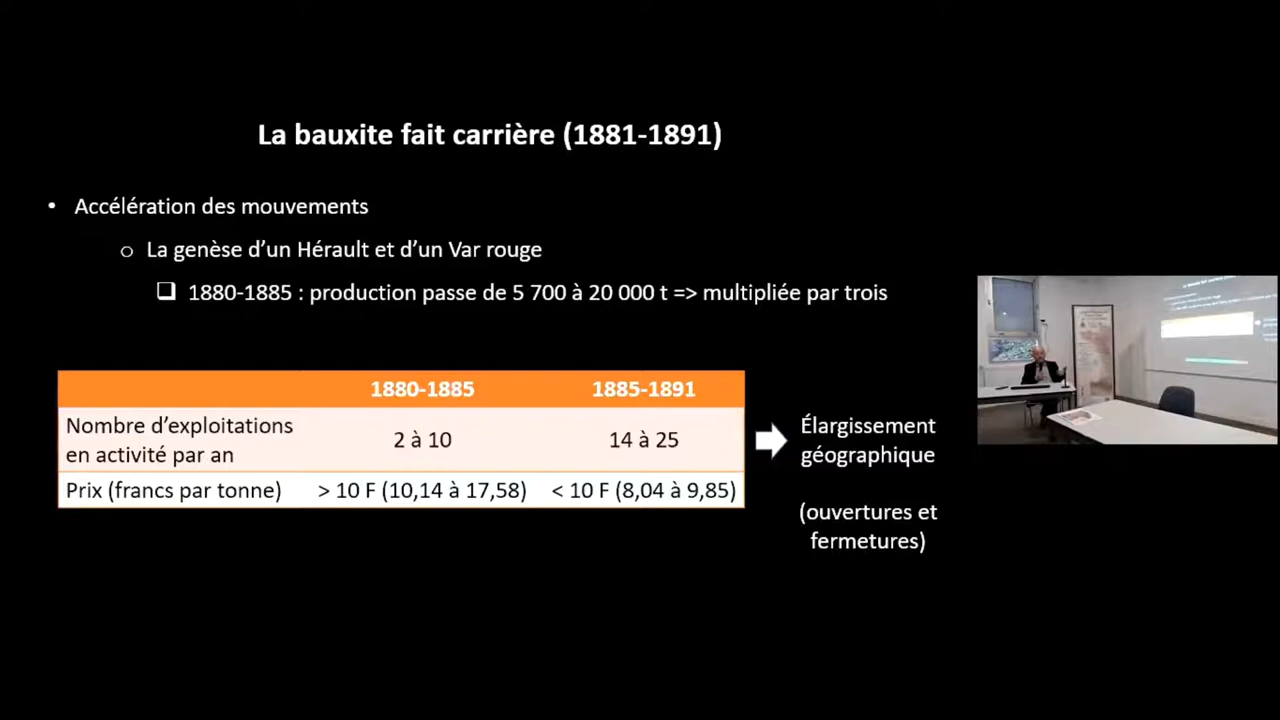 La bauxite fait carrière (1881-1891)
• Accélération des mouvements
o La genèse d’un Hérault et d’un Var rouge
❑ 1880-1885 : production passe de 5 700 à 20 000 t => multipliée par trois
1880-1885 1885-1891
Nombre d’exploitations
en activité par an 2 à 10 14 à 25
Prix (francs par tonne) > 10 F (10,14 à 17,58) < 10 F (8,04 à 9,85)
Élargissement
géographique
(ouvertures et
fermetures)